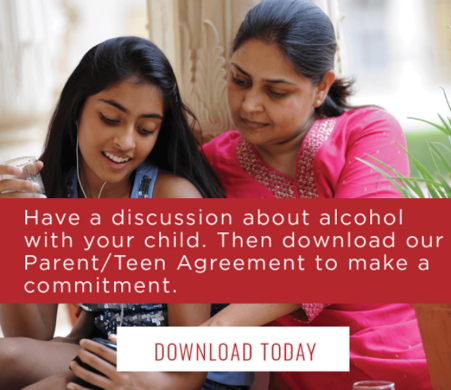 Have a discussion about alcohol
with your child. Then download our
Parent/Teen Agreement to make a
commitment.
DOWNLOAD TODAY